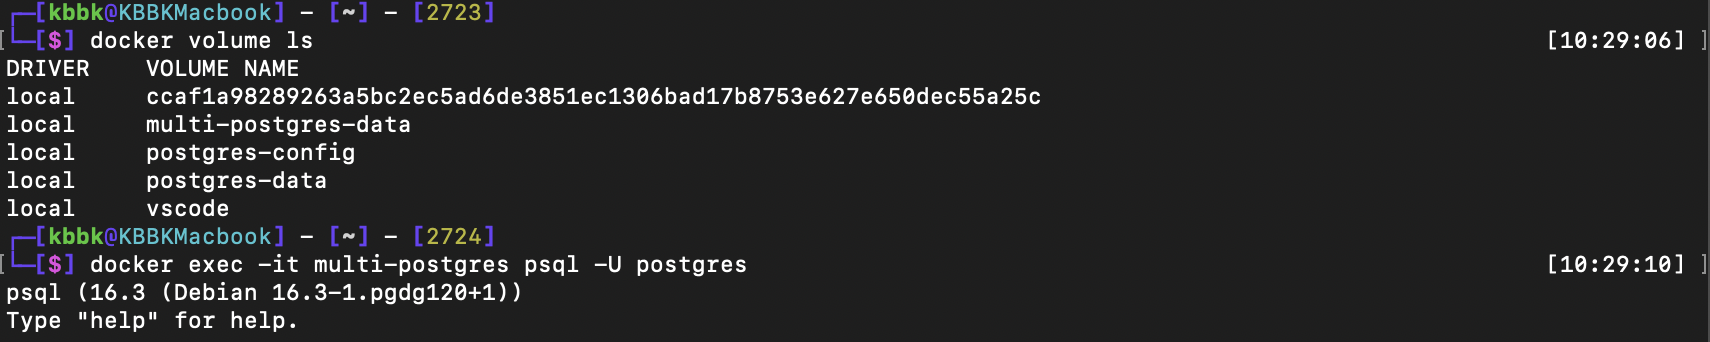 ┌─[kbbk@KBBKMacbook] - [~] - [2723]
└─[$] docker volume ls [10:29:06]
DRIVER VOLUME NAME
local ccaf1a98289263a5bc2ec5ad6de3851ec1306bad17b8753e627e650dec55a25c
local multi-postgres-data
local postgres-config
local postgres-data
local vscode
┌─[kbbk@KBBKMacbook] - [~] - [2724]
└─[$] docker exec -it multi-postgres psql -U postgres [10:29:10]
psql (16.3 (Debian 16.3-1.pgdg120+1))
Type "help" for help.